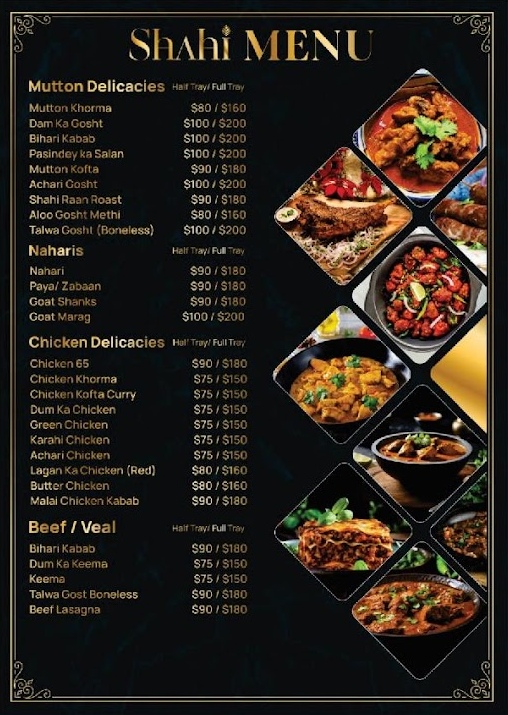 Shahi MENU
Mutton Delicacies Half Tray/ Full Tray
Mutton Khorma $80 / $160
Dam Ka Gosht $100 / $200
Bihari Kabab $100 / $200
Pasindey ka Salan $100 / $200
Mutton Kofta $90 / $180
Achari Gosht $100 / $200
Shahi Raan Roast $90 / $180
Aloo Gosht Methi $80 / $160
Talwa Gosht (Boneless) $100 / $200
Naharis Half Tray/ Full Tray
Nahari $90 / $180
Paya/ Zabaan $90 / $180
Goat Shanks $90 / $180
Goat Marag $100 / $200
Chicken Delicacies Half Tray/ Full Tray
Chicken 65 $90 / $180
Chicken Khorma $75 / $150
Chicken Kofta Curry $75 / $150
Dum Ka Chicken $75 / $150
Green Chicken $75 / $150
Karahi Chicken $75 / $150
Achari Chicken $75 / $150
Lagan Ka Chicken (Red) $80 / $160
Butter Chicken $80 / $160
Malai Chicken Kabab $90 / $180
Beef / Veal Half Tray/ Full Tray
Bihari Kabab $90 / $180
Dum Ka Keema $75 / $150
Keema $75 / $150
Talwa Gost Boneless $90 / $180
Beef Lasagna $90 / $180